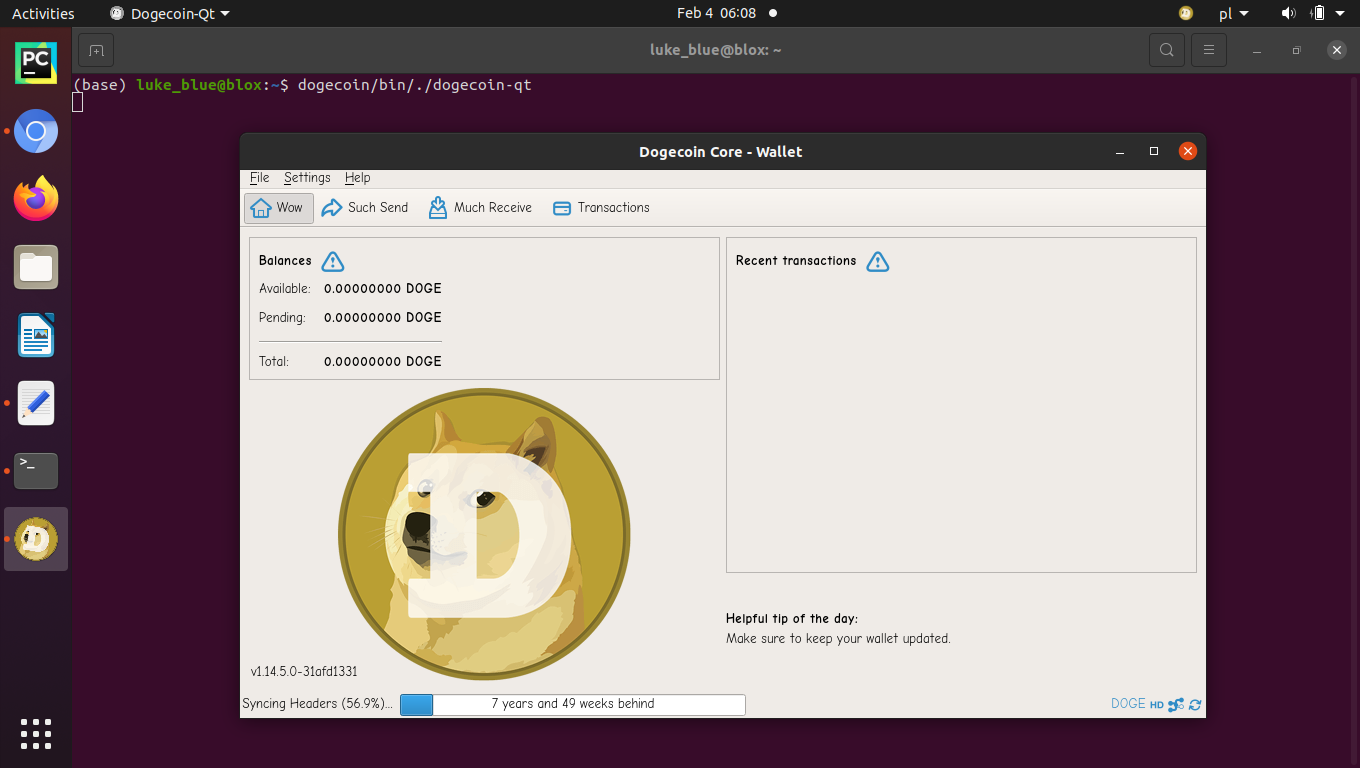 Activities Dogecoin-Qt Feb 4 06:08 pl
luke_blue@blox: ~
PC
(base) luke_blue@blox:~$ dogecoin/bin/./dogecoin-qt
>_
Dogecoin Core - Wallet
File Settings Help
Wow Such Send Much Receive Transactions
Balances
Available: 0.00000000 DOGE
Pending: 0.00000000 DOGE
Total: 0.00000000 DOGE
Recent transactions
D
Helpful tip of the day:
Make sure to keep your wallet updated.
v1.14.5.0-31afd1331
Syncing Headers (56.9%)... 7 years and 49 weeks behind DOGE HD